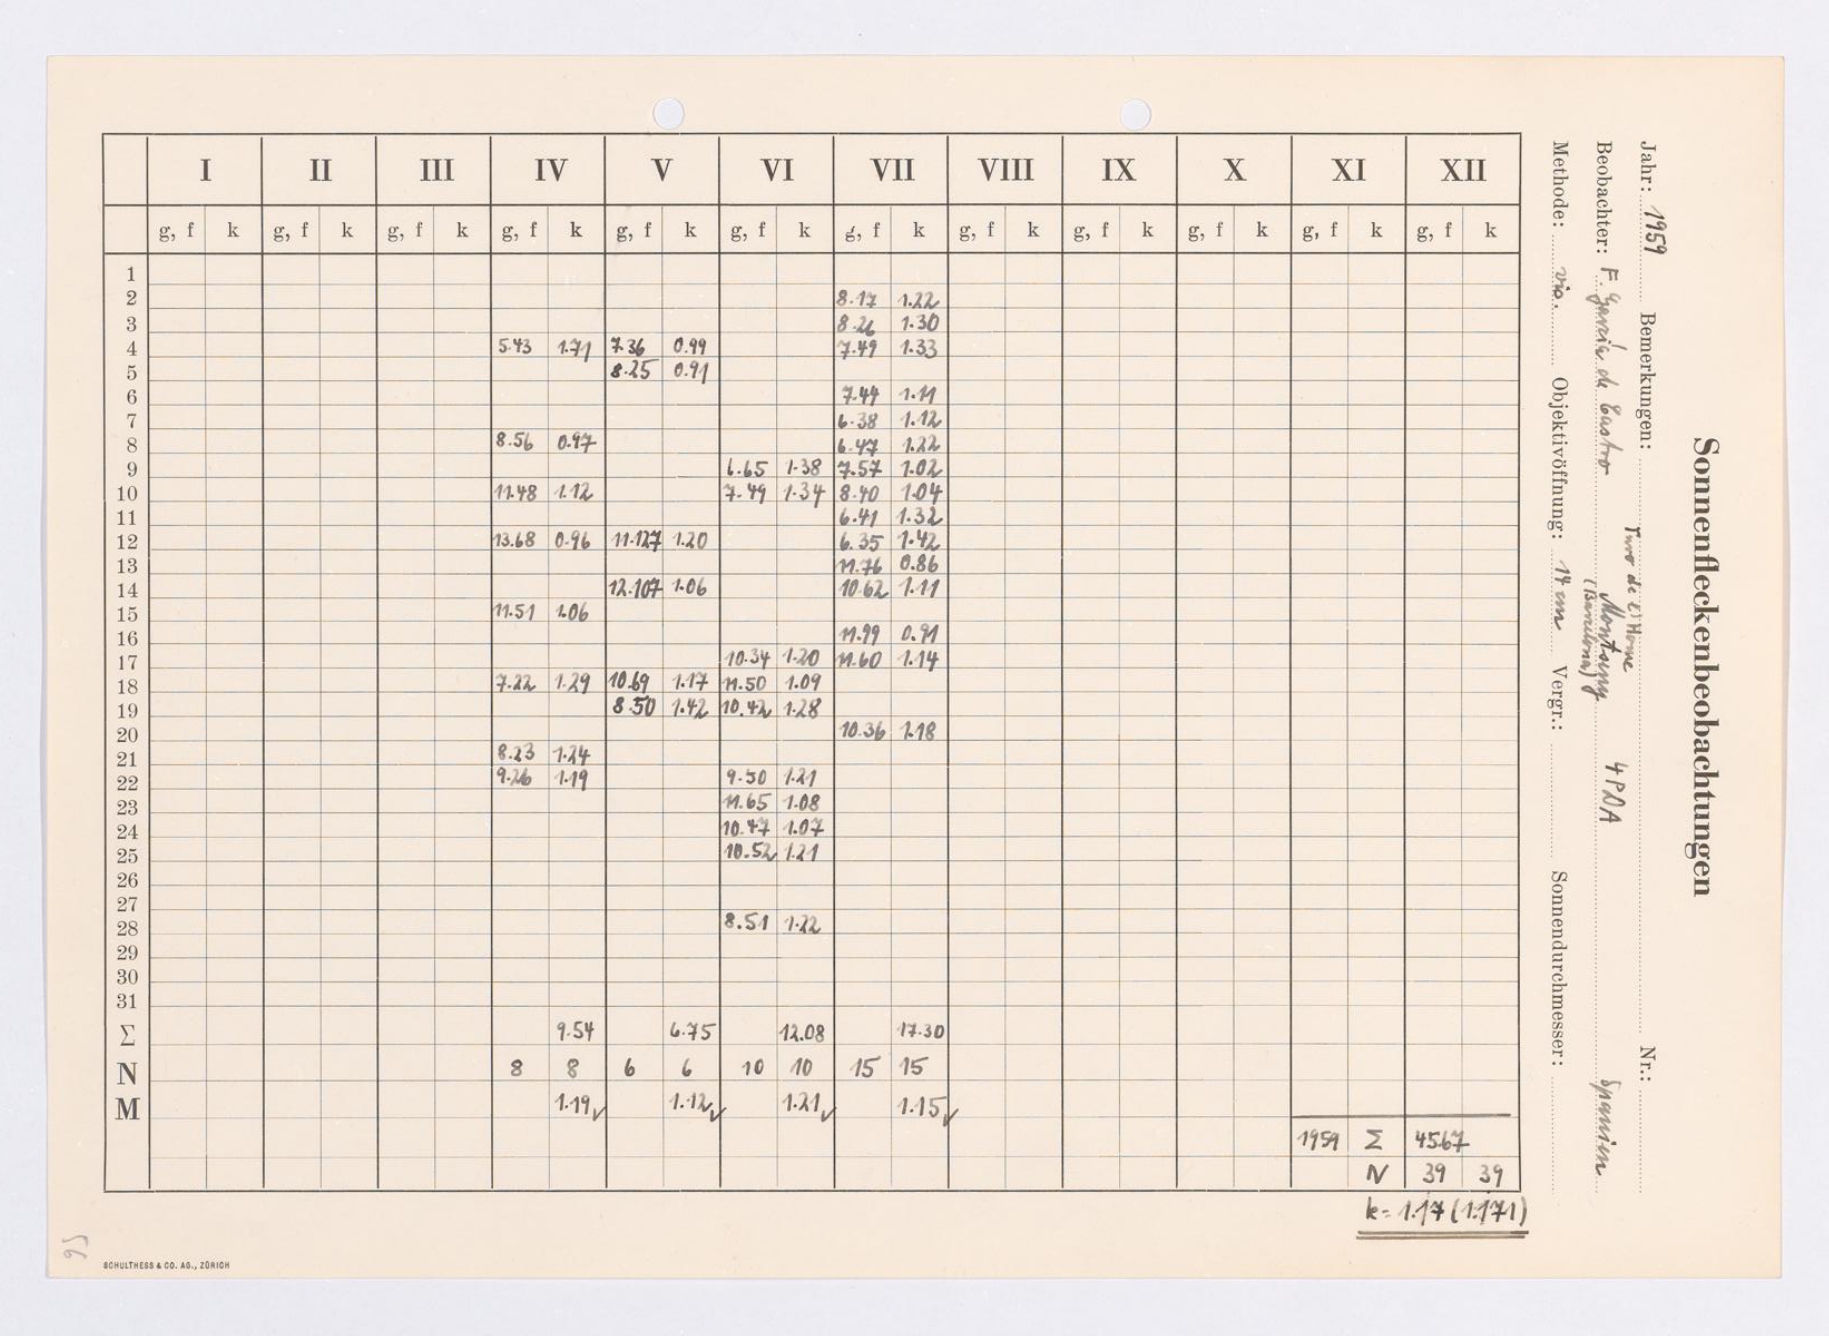 Sonnenfleckenbeobachtungen
Jahr: 1959 Bemerkungen: Nr.:
Beobachter: F. García de Castro Turo de l'Home Montseny (Barcelona) 4PDA Spanien
Methode: vis. Objektivöffnung: 14 cm Vergr.: Sonnendurchmesser:
I II III IV V VI VII VIII IX X XI XII
g, f k g, f k g, f k g, f k g, f k g, f k g, f k g, f k g, f k g, f k g, f k g, f k
1
2 8.17 1.22
3 8.26 1.30
4 5.43 1.71 7.36 0.99 7.49 1.33
5 8.25 0.91
6 7.44 1.11
7 6.38 1.12
8 8.56 0.97 6.47 1.22
9 6.65 1.38 7.57 1.02
10 11.48 1.12 7.49 1.34 8.40 1.04
11 6.41 1.32
12 13.68 0.96 11.127 1.20 6.35 1.42
13 11.76 0.86
14 12.107 1.06 10.62 1.11
15 11.51 1.06
16 11.99 0.91
17 10.34 1.20 11.60 1.14
18 7.22 1.29 10.69 1.17 11.50 1.09
19 8.50 1.42 10.42 1.28
20 10.36 1.18
21 8.23 1.24
22 9.26 1.19 9.50 1.21
23 11.65 1.08
24 10.47 1.07
25 10.52 1.21
26
27
28 8.51 1.22
29
30
31
Σ 9.54 6.75 12.08 17.30
N 8 8 6 6 10 10 15 15
M 1.19✓ 1.12✓ 1.21✓ 1.15✓
1959 Σ 45.67
N 39 39
k = 1.17 (1.171)
95
SCHULTHESS & CO. AG., ZÜRICH